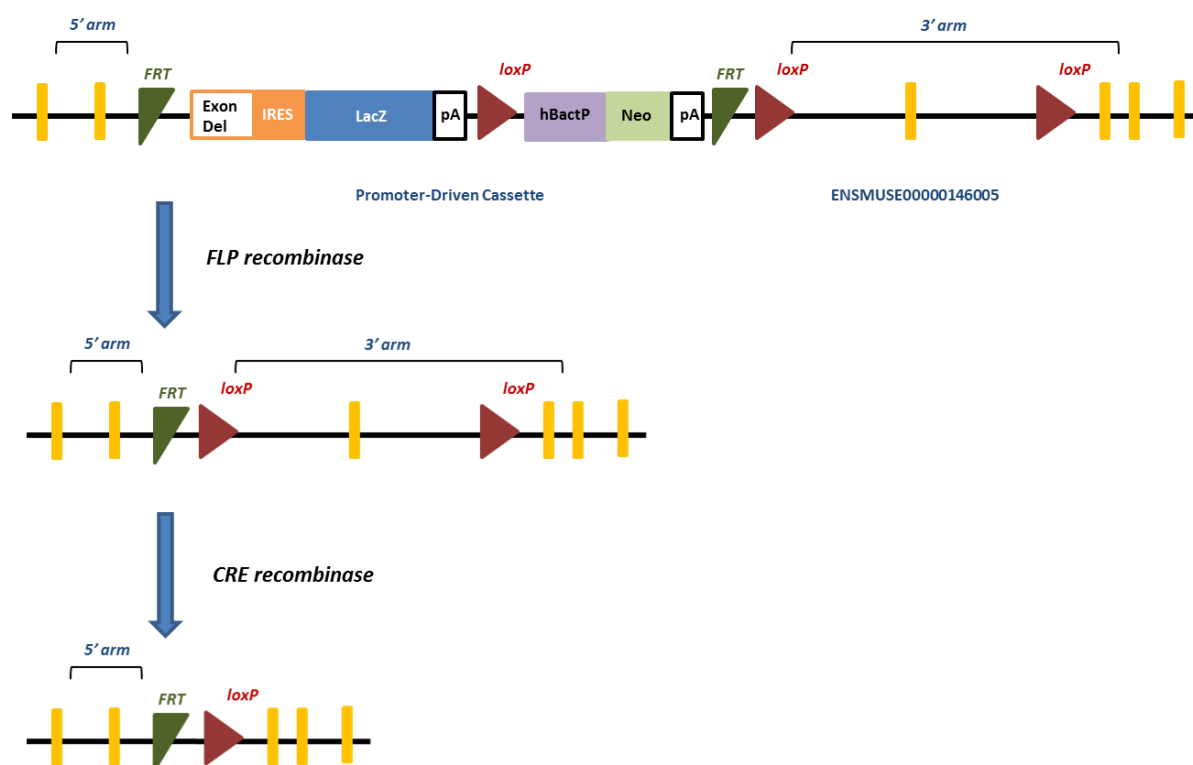 5’ arm
3’ arm
FRT
loxP
FRT
loxP
loxP
Exon
Del
IRES
LacZ
pA
hBactP
Neo
pA
Promoter-Driven Cassette
ENSMUSE00000146005
FLP recombinase
5’ arm
3’ arm
FRT
loxP
loxP
CRE recombinase
5’ arm
FRT
loxP